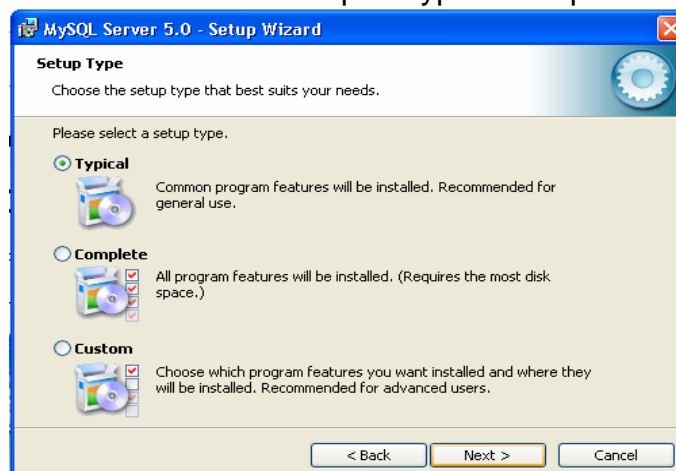 MySQL Server 5.0 - Setup Wizard
Setup Type
Choose the setup type that best suits your needs.
Please select a setup type.
Typical
Common program features will be installed. Recommended for
general use.
Complete
All program features will be installed. (Requires the most disk
space.)
Custom
Choose which program features you want installed and where they
will be installed. Recommended for advanced users.
< Back
Next >
Cancel